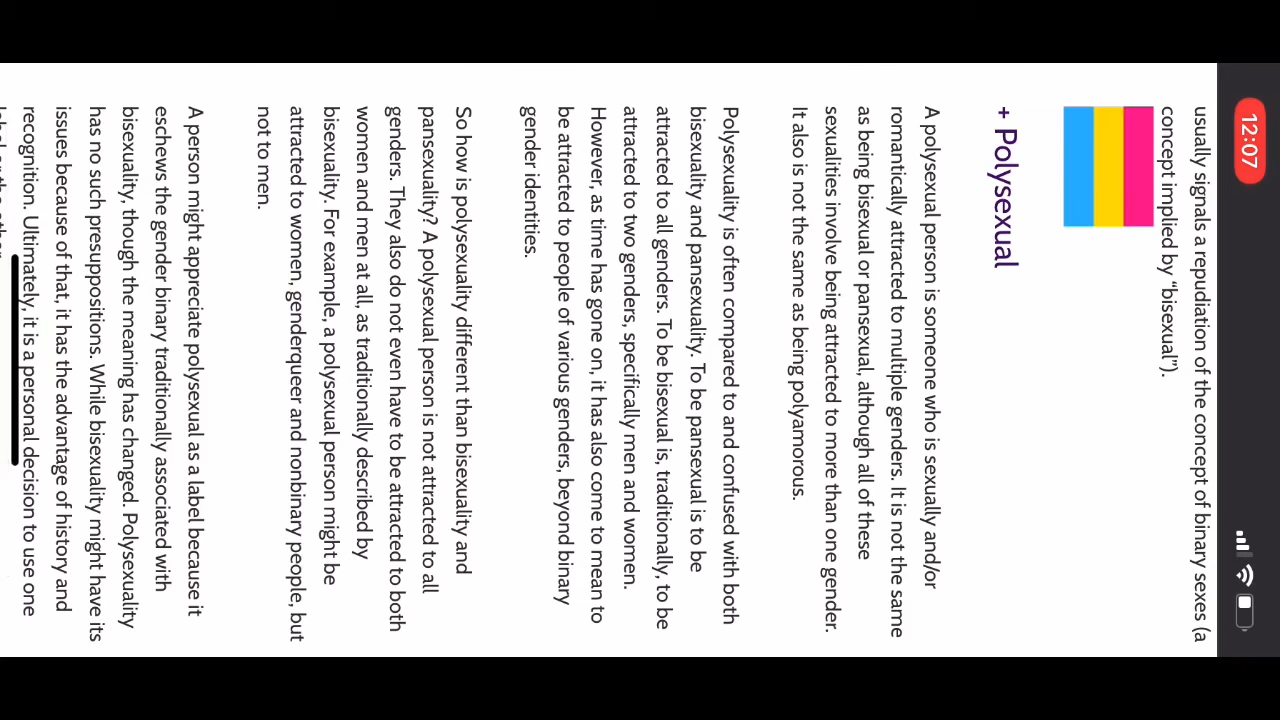 12:07
usually signals a repudiation of the concept of binary sexes (a
concept implied by “bisexual”).
+ Polysexual
A polysexual person is someone who is sexually and/or
romantically attracted to multiple genders. It is not the same
as being bisexual or pansexual, although all of these
sexualities involve being attracted to more than one gender.
It also is not the same as being polyamorous.
Polysexuality is often compared to and confused with both
bisexuality and pansexuality. To be pansexual is to be
attracted to all genders. To be bisexual is, traditionally, to be
attracted to two genders, specifically men and women.
However, as time has gone on, it has also come to mean to
be attracted to people of various genders, beyond binary
gender identities.
So how is polysexuality different than bisexuality and
pansexuality? A polysexual person is not attracted to all
genders. They also do not even have to be attracted to both
women and men at all, as traditionally described by
bisexuality. For example, a polysexual person might be
attracted to women, genderqueer and nonbinary people, but
not to men.
A person might appreciate polysexual as a label because it
eschews the gender binary traditionally associated with
bisexuality, though the meaning has changed. Polysexuality
has no such presuppositions. While bisexuality might have its
issues because of that, it has the advantage of history and
recognition. Ultimately, it is a personal decision to use one